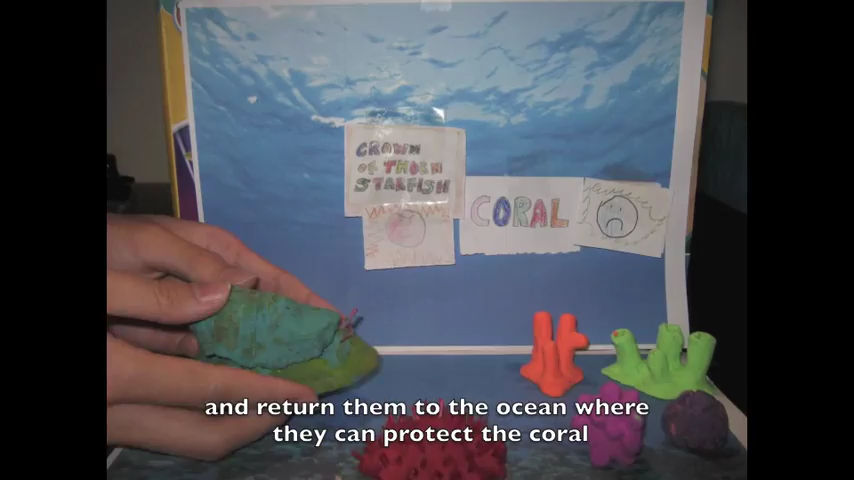 CROWN
OF THORN
STARFISH
CORAL
and return them to the ocean where
they can protect the coral